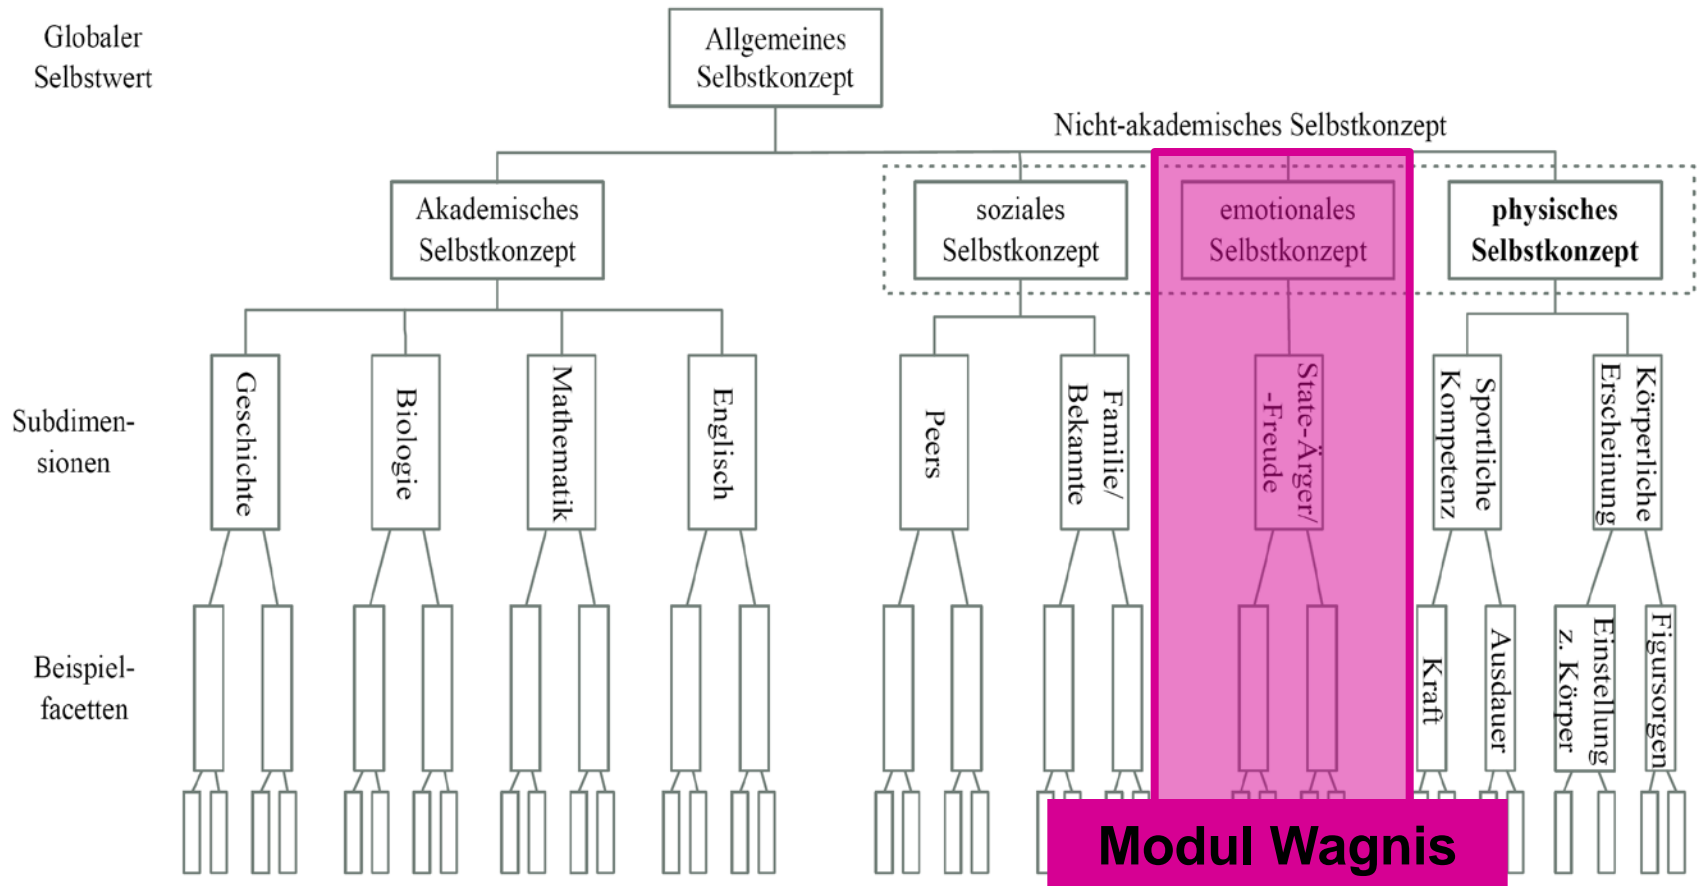 Globaler
Selbstwert
Allgemeines
Selbstkonzept
Nicht-akademisches Selbstkonzept
Akademisches
Selbstkonzept
soziales
Selbstkonzept
emotionales
Selbstkonzept
physisches
Selbstkonzept
Subdimen-
sionen
Geschichte
Biologie
Mathematik
Englisch
Peers
Familie/
Bekannte
State-Ärger/
-Freude
Sportliche
Kompetenz
Körperliche
Erscheinung
Beispiel-
facetten
Kraft
Ausdauer
Einstellung
z. Körper
Figursorgen
Modul Wagnis